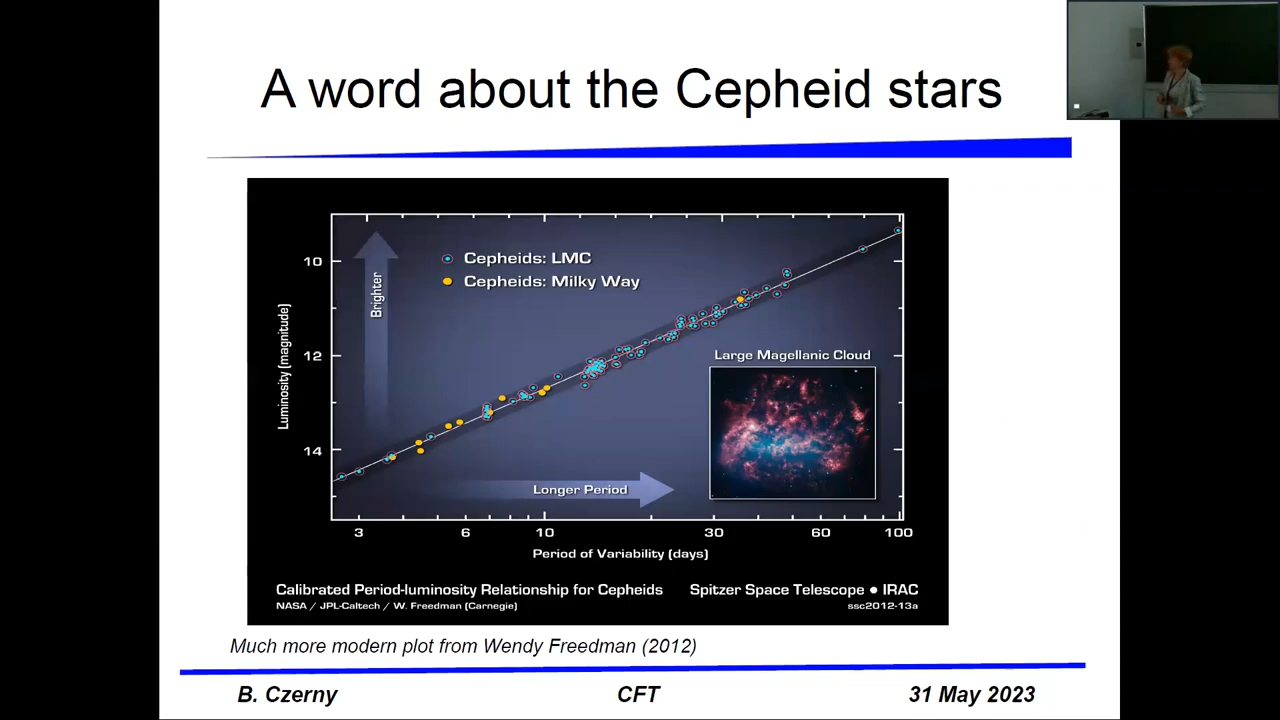 A word about the Cepheid stars
Cepheids: LMC
Cepheids: Milky Way
Brighter
Luminosity (magnitude)
10
12
14
Large Magellanic Cloud
Longer Period
3 6 10 30 60 100
Period of Variability (days)
Calibrated Period-luminosity Relationship for Cepheids Spitzer Space Telescope ● IRAC
NASA / JPL-Caltech / W. Freedman (Carnegie) ssc2012-13a
Much more modern plot from Wendy Freedman (2012)
B. Czerny CFT 31 May 2023